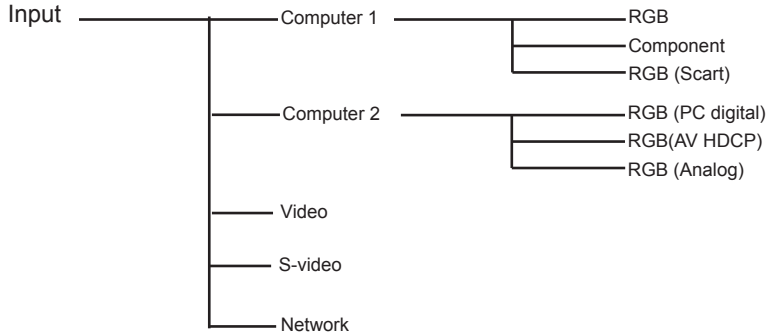 Input
Computer 1
RGB
Component
RGB (Scart)
Computer 2
RGB (PC digital)
RGB(AV HDCP)
RGB (Analog)
Video
S-video
Network